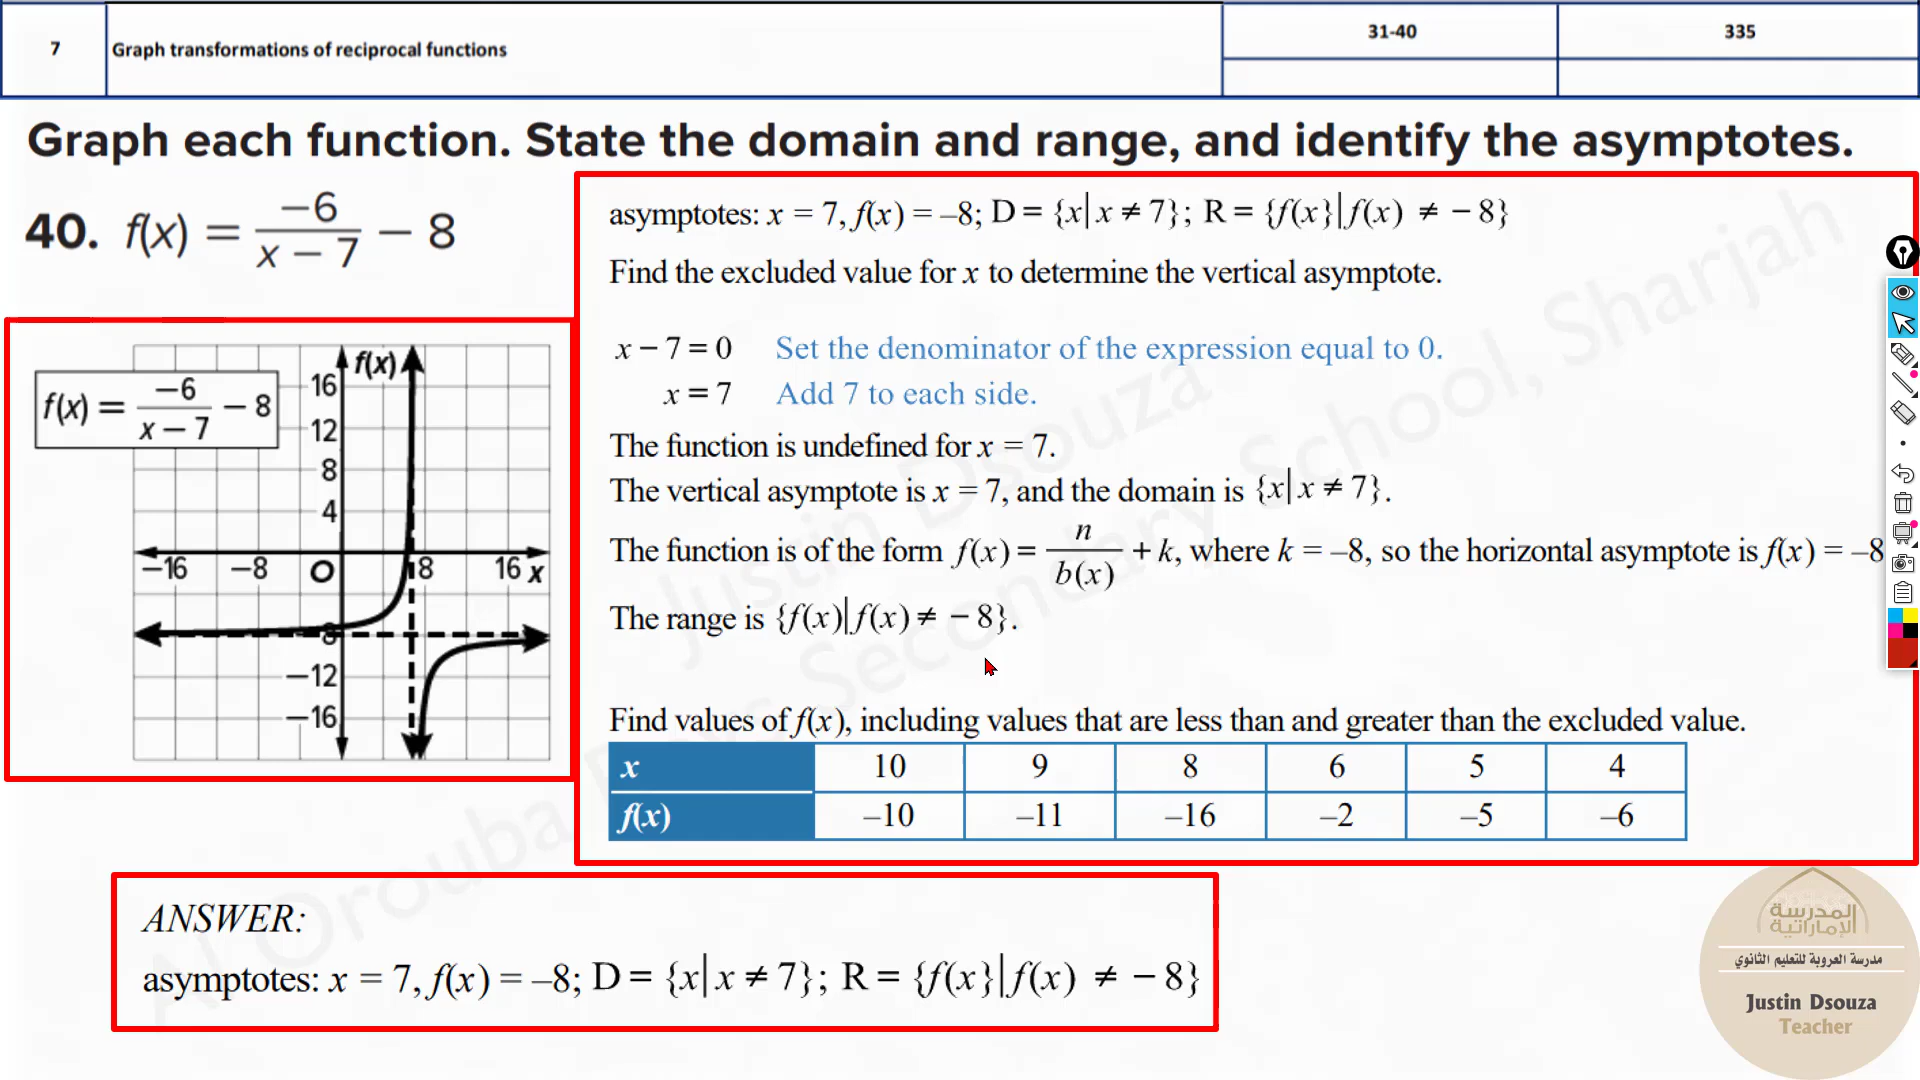 7
Graph transformations of reciprocal functions
31-40
335
Graph each function. State the domain and range, and identify the asymptotes.
40. f(x) = −6 / x − 7 − 8
f(x) = −6 / x − 7 − 8
f(x)
16
12
8
4
−16 −8 O 8 16 x
8
−12
−16
asymptotes: x = 7, f(x) = –8; D = {x| x ≠ 7}; R = {f(x}|f(x) ≠ − 8}
Find the excluded value for x to determine the vertical asymptote.
x − 7 = 0 Set the denominator of the expression equal to 0.
x = 7 Add 7 to each side.
The function is undefined for x = 7.
The vertical asymptote is x = 7, and the domain is {x| x ≠ 7}.
The function is of the form f(x) = n / b(x) + k, where k = –8, so the horizontal asymptote is f(x) = –8
The range is {f(x)|f(x) ≠ − 8}.
Find values of f(x), including values that are less than and greater than the excluded value.
x 10 9 8 6 5 4
f(x) –10 –11 –16 –2 –5 –6
ANSWER:
asymptotes: x = 7, f(x) = –8; D = {x| x ≠ 7}; R = {f(x}|f(x) ≠ − 8}
المدرسة
الإماراتية
مدرسة العروبة للتعليم الثانوي
Justin Dsouza
Teacher